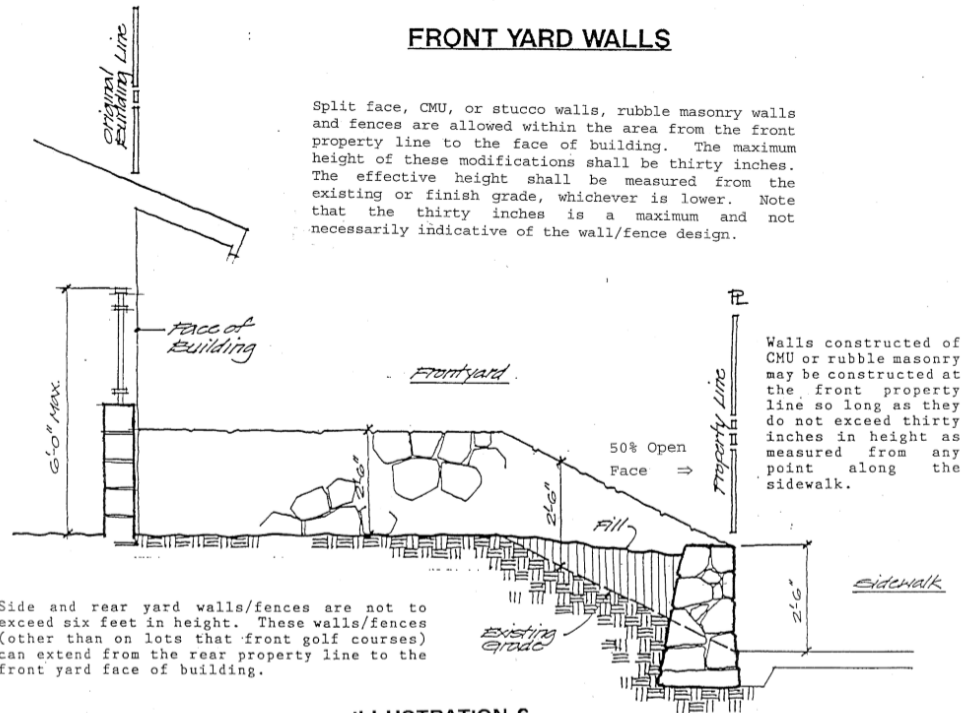 FRONT YARD WALLS
Original
Building Line
Split face, CMU, or stucco walls, rubble masonry walls
and fences are allowed within the area from the front
property line to the face of building. The maximum
height of these modifications shall be thirty inches.
The effective height shall be measured from the
existing or finish grade, whichever is lower. Note
that the thirty inches is a maximum and not
necessarily indicative of the wall/fence design.
PL
Face of
Building
Frontyard
6'-0" MAX.
Property Line
Walls constructed of
CMU or rubble masonry
may be constructed at
the front property
line so long as they
do not exceed thirty
inches in height as
measured from any
point along the
sidewalk.
50% Open
Face ⇒
2'-6"
2'-6"
Fill
Sidewalk
2'-6"
Existing
Grade
Side and rear yard walls/fences are not to
exceed six feet in height. These walls/fences
(other than on lots that front golf courses)
can extend from the rear property line to the
front yard face of building.